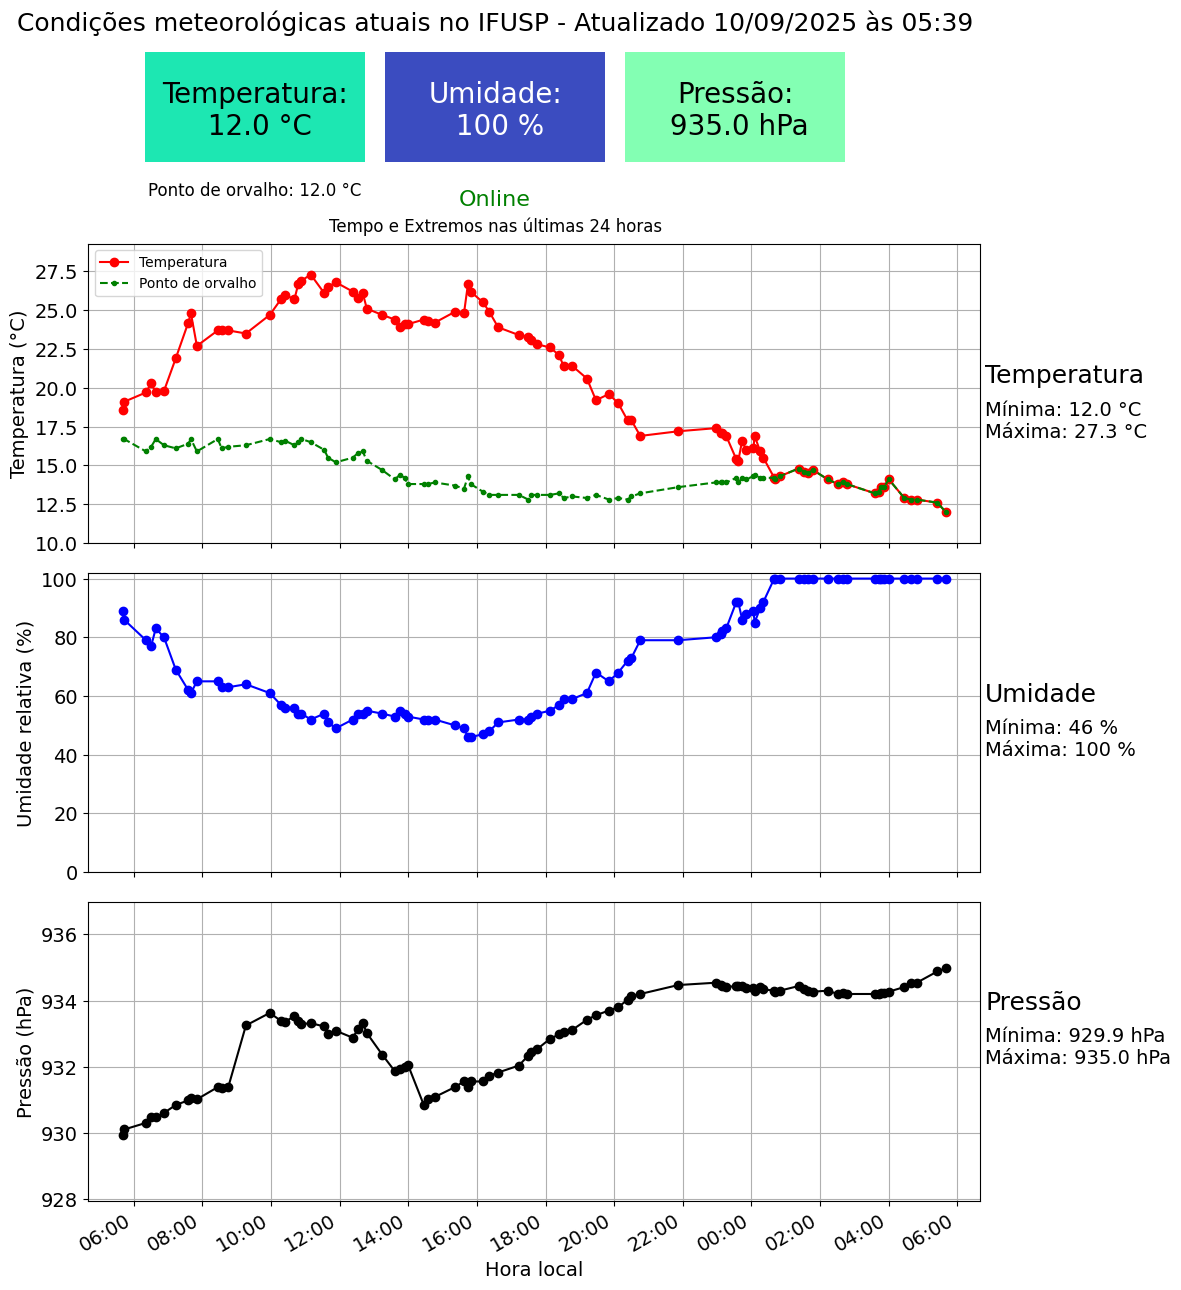 Condições meteorológicas atuais no IFUSP - Atualizado 10/09/2025 às 05:39
Temperatura:
12.0 °C
Umidade:
100 %
Pressão:
935.0 hPa
Ponto de orvalho: 12.0 °C
Online
Tempo e Extremos nas últimas 24 horas
Temperatura
Ponto de orvalho
Temperatura (°C)
27.5
25.0
22.5
20.0
17.5
15.0
12.5
10.0
Temperatura
Mínima: 12.0 °C
Máxima: 27.3 °C
Umidade relativa (%)
100
80
60
40
20
0
Umidade
Mínima: 46 %
Máxima: 100 %
Pressão (hPa)
936
934
932
930
928
Pressão
Mínima: 929.9 hPa
Máxima: 935.0 hPa
06:00 08:00 10:00 12:00 14:00 16:00 18:00 20:00 22:00 00:00 02:00 04:00 06:00
Hora local